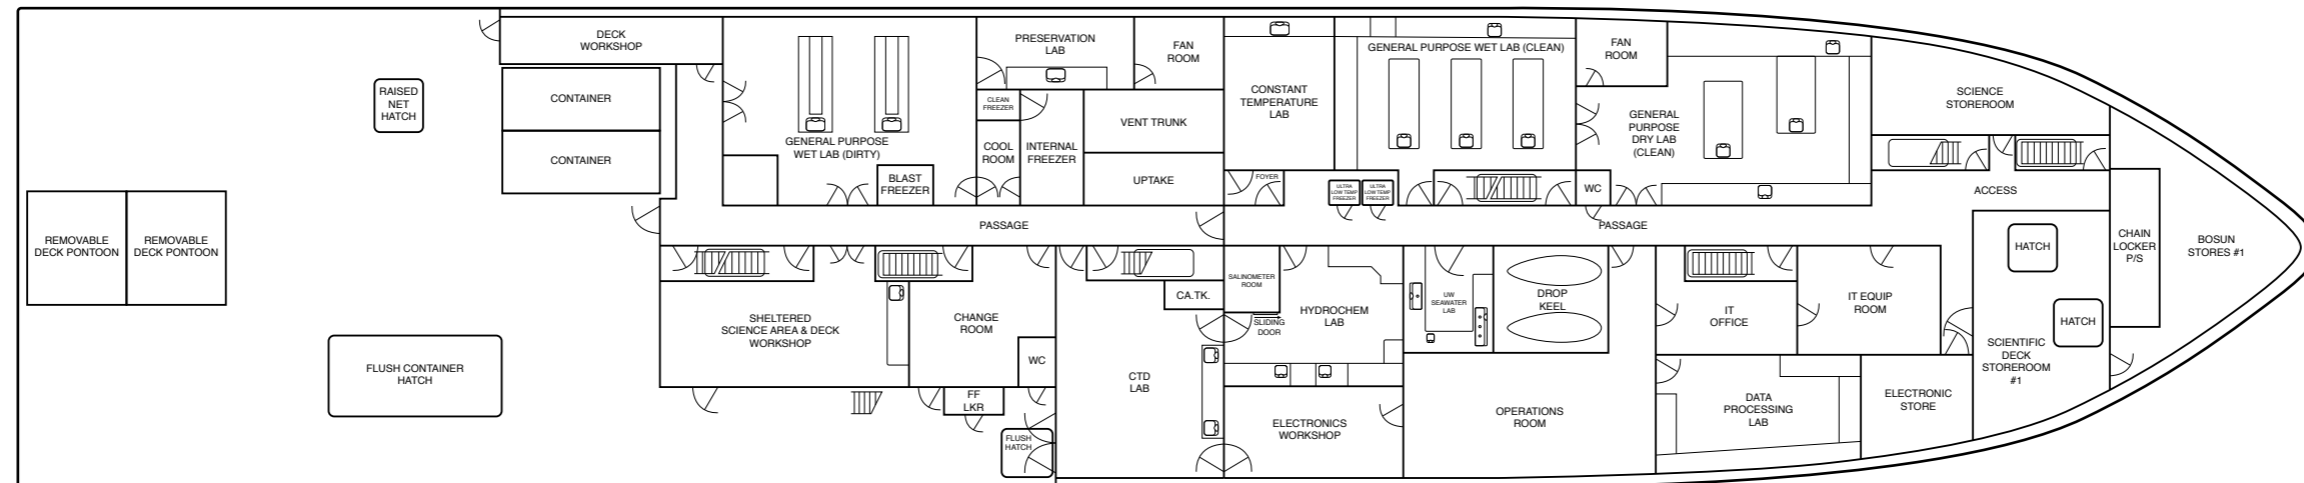 DECK
WORKSHOP
RAISED
NET
HATCH
CONTAINER
CONTAINER
REMOVABLE
DECK PONTOON
REMOVABLE
DECK PONTOON
FLUSH CONTAINER
HATCH
GENERAL PURPOSE
WET LAB (DIRTY)
BLAST
FREEZER
PRESERVATION
LAB
FAN
ROOM
CLEAN
FREEZER
COOL
ROOM
INTERNAL
FREEZER
VENT TRUNK
UPTAKE
CONSTANT
TEMPERATURE
LAB
FOYER
GENERAL PURPOSE WET LAB (CLEAN)
ULTRA
LOW TEMP
FREEZER
ULTRA
LOW TEMP
FREEZER
FAN
ROOM
GENERAL
PURPOSE
DRY LAB
(CLEAN)
WC
SCIENCE
STOREROOM
ACCESS
PASSAGE
PASSAGE
CHAIN
LOCKER
P/S
BOSUN
STORES #1
HATCH
HATCH
SCIENTIFIC
DECK
STOREROOM
#1
SHELTERED
SCIENCE AREA & DECK
WORKSHOP
CHANGE
ROOM
WC
FF
LKR
FLUSH
HATCH
CA.TK.
CTD
LAB
SALINOMETER
ROOM
SLIDING
DOOR
HYDROCHEM
LAB
ELECTRONICS
WORKSHOP
UW
SEAWATER
LAB
DROP
KEEL
OPERATIONS
ROOM
IT
OFFICE
IT EQUIP
ROOM
DATA
PROCESSING
LAB
ELECTRONIC
STORE